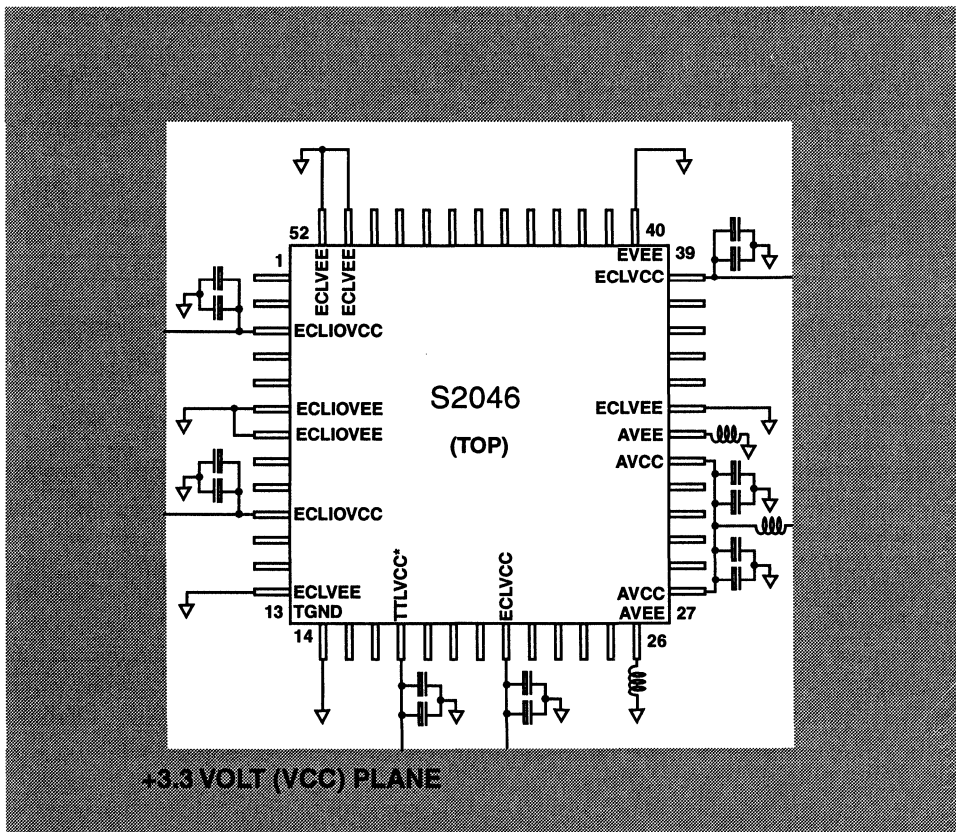 52
40
EVEE
39
1
ECLVEE
ECLVEE
ECLVCC
ECLIOVCC
S2046
(TOP)
ECLIOVEE
ECLVEE
ECLIOVEE
AVEE
AVCC
ECLIOVCC
TTLVCC*
ECLVCC
ECLVEE
AVCC
13
TGND
AVEE
27
14
26
+3.3 VOLT (VCC) PLANE